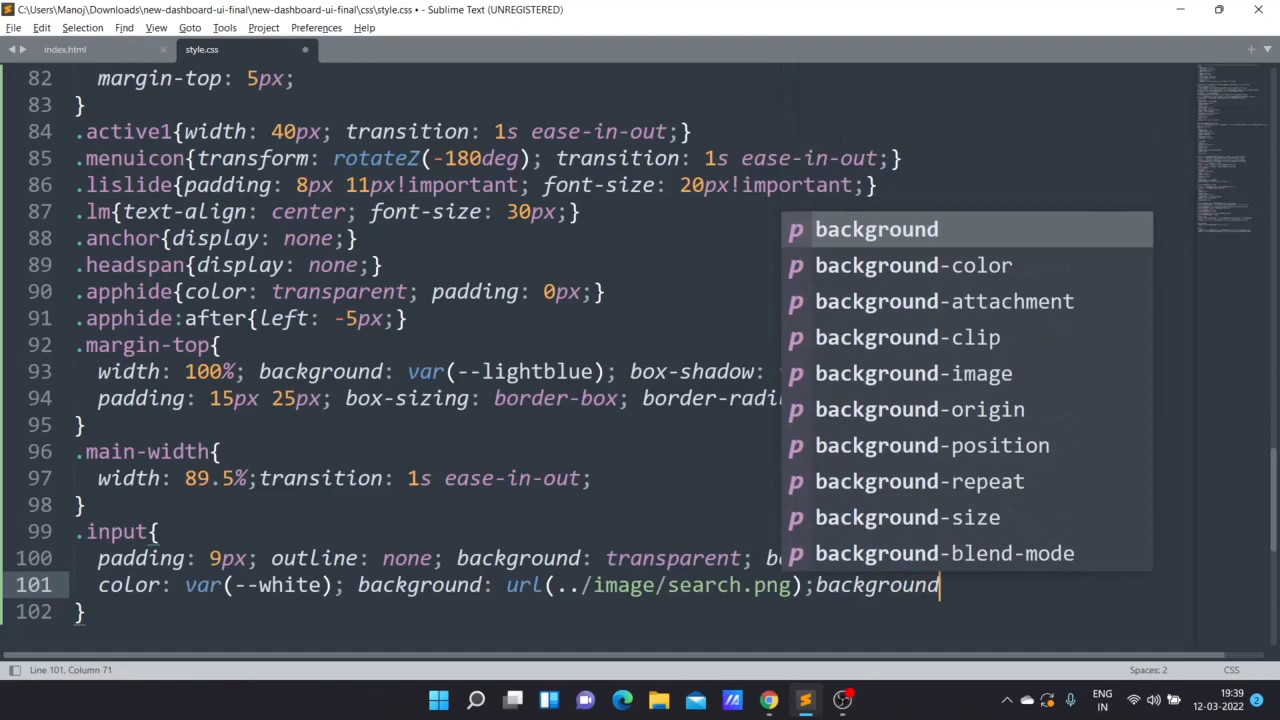 C:\Users\Manoj\Downloads\new-dashboard-ui-final\new-dashboard-ui-final\css\style.css • - Sublime Text (UNREGISTERED)
File Edit Selection Find View Goto Tools Project Preferences Help
index.html style.css
82 margin-top: 5px;
83 }
84 .active1{width: 40px; transition: 1s ease-in-out;}
85 .menuicon{transform: rotateZ(-180deg); transition: 1s ease-in-out;}
86 .lislide{padding: 8px 11px!important; font-size: 20px!important;}
87 .lm{text-align: center; font-size: 30px;}
88 .anchor{display: none;}
89 .headspan{display: none;}
90 .apphide{color: transparent; padding: 0px;}
91 .apphide:after{left: -5px;}
92 .margin-top{
93 width: 100%; background: var(--lightblue); box-shadow:
94 padding: 15px 25px; box-sizing: border-box;
95 }
96 .main-width{
97 width: 89.5%;transition: 1s ease-in-out;
98 }
99 .input{
100 padding: 9px; outline: none; background: transparent;
101 color: var(--white); background: url(../image/search.png);background
102 }
p background
p background-color
p background-attachment
p background-clip
p background-image
p background-origin
p background-position
p background-repeat
p background-size
p background-blend-mode
Line 101, Column 71 Spaces: 2 CSS
ENG IN 19:39 12-03-2022 2